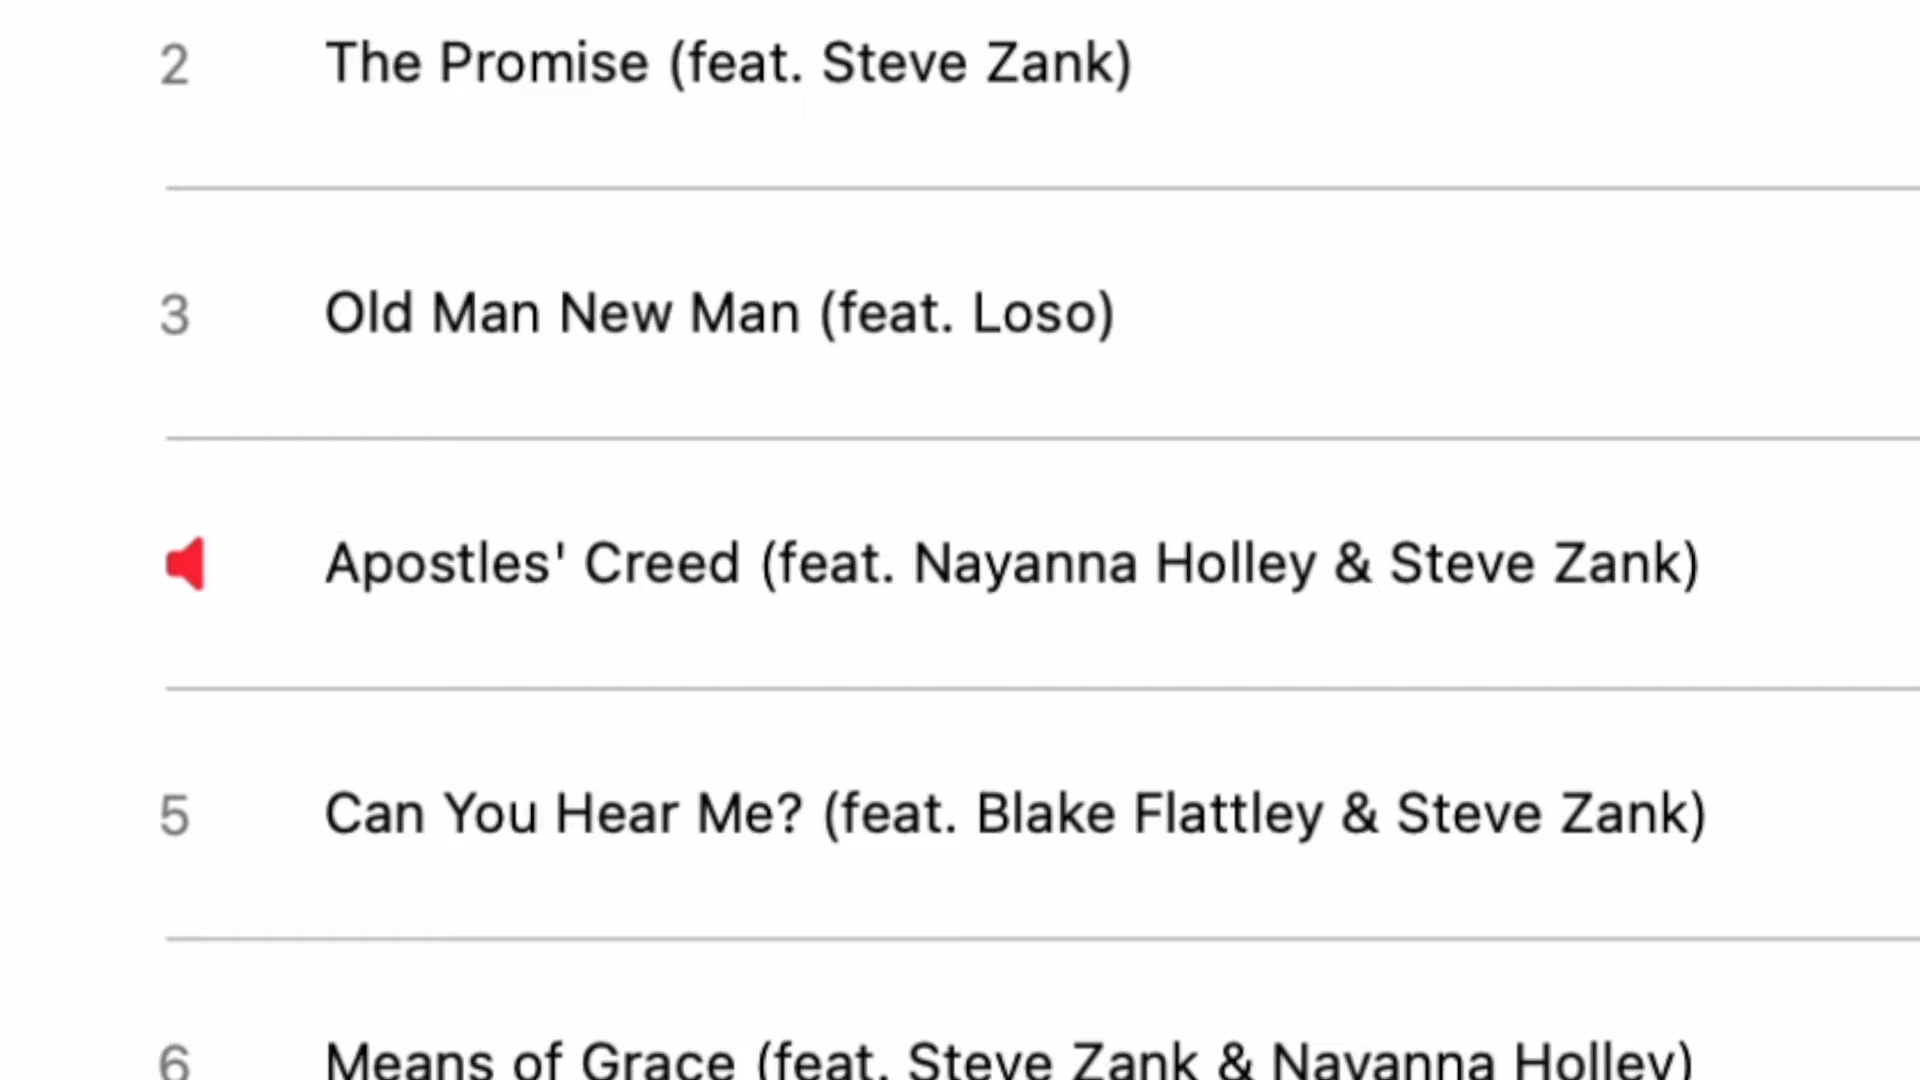 2 The Promise (feat. Steve Zank)
3 Old Man New Man (feat. Loso)
Apostles' Creed (feat. Nayanna Holley & Steve Zank)
5 Can You Hear Me? (feat. Blake Flattley & Steve Zank)
6 Means of Grace (feat. Steve Zank & Nayanna Holley)